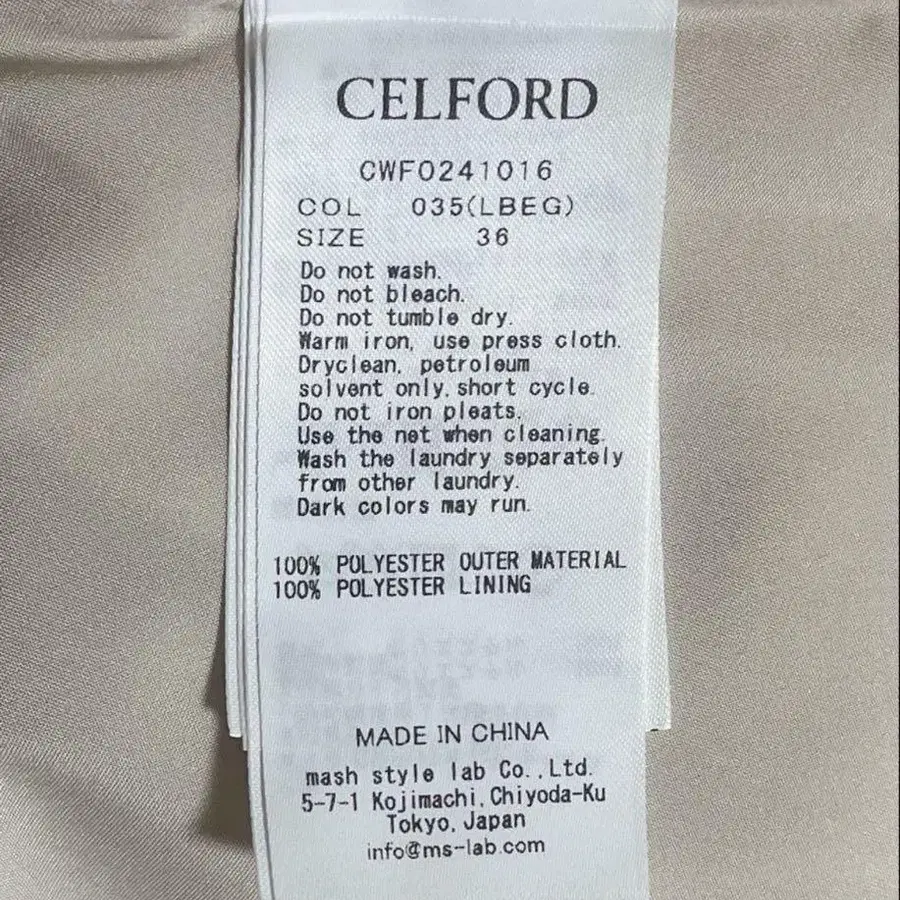 CELFORD
CWFO241016
COL 035(LBEG)
SIZE 36
Do not wash.
Do not bleach.
Do not tumble dry.
Warm iron, use press cloth.
Dryclean, petroleum
solvent only, short cycle.
Do not iron pleats.
Use the net when cleaning.
Wash the laundry separately
from other laundry.
Dark colors may run.
100% POLYESTER OUTER MATERIAL
100% POLYESTER LINING
MADE IN CHINA
mash style lab Co.,Ltd.
5-7-1 Kojimachi,Chiyoda-Ku
Tokyo,Japan
info@ms-lab.com